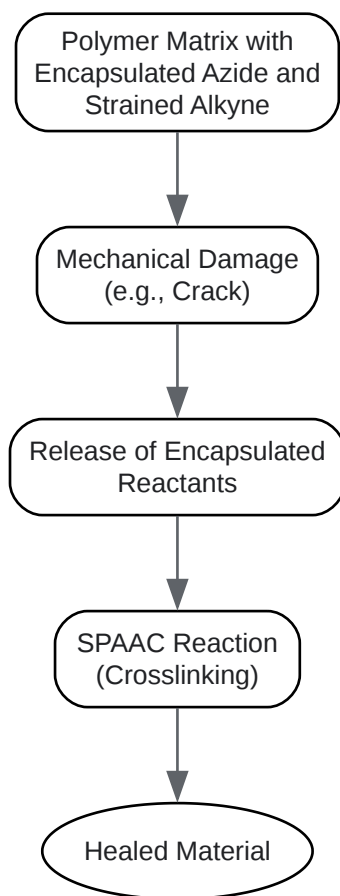 Polymer Matrix with
Encapsulated Azide and
Strained Alkyne
Mechanical Damage
(e.g., Crack)
Release of Encapsulated
Reactants
SPAAC Reaction
(Crosslinking)
Healed Material